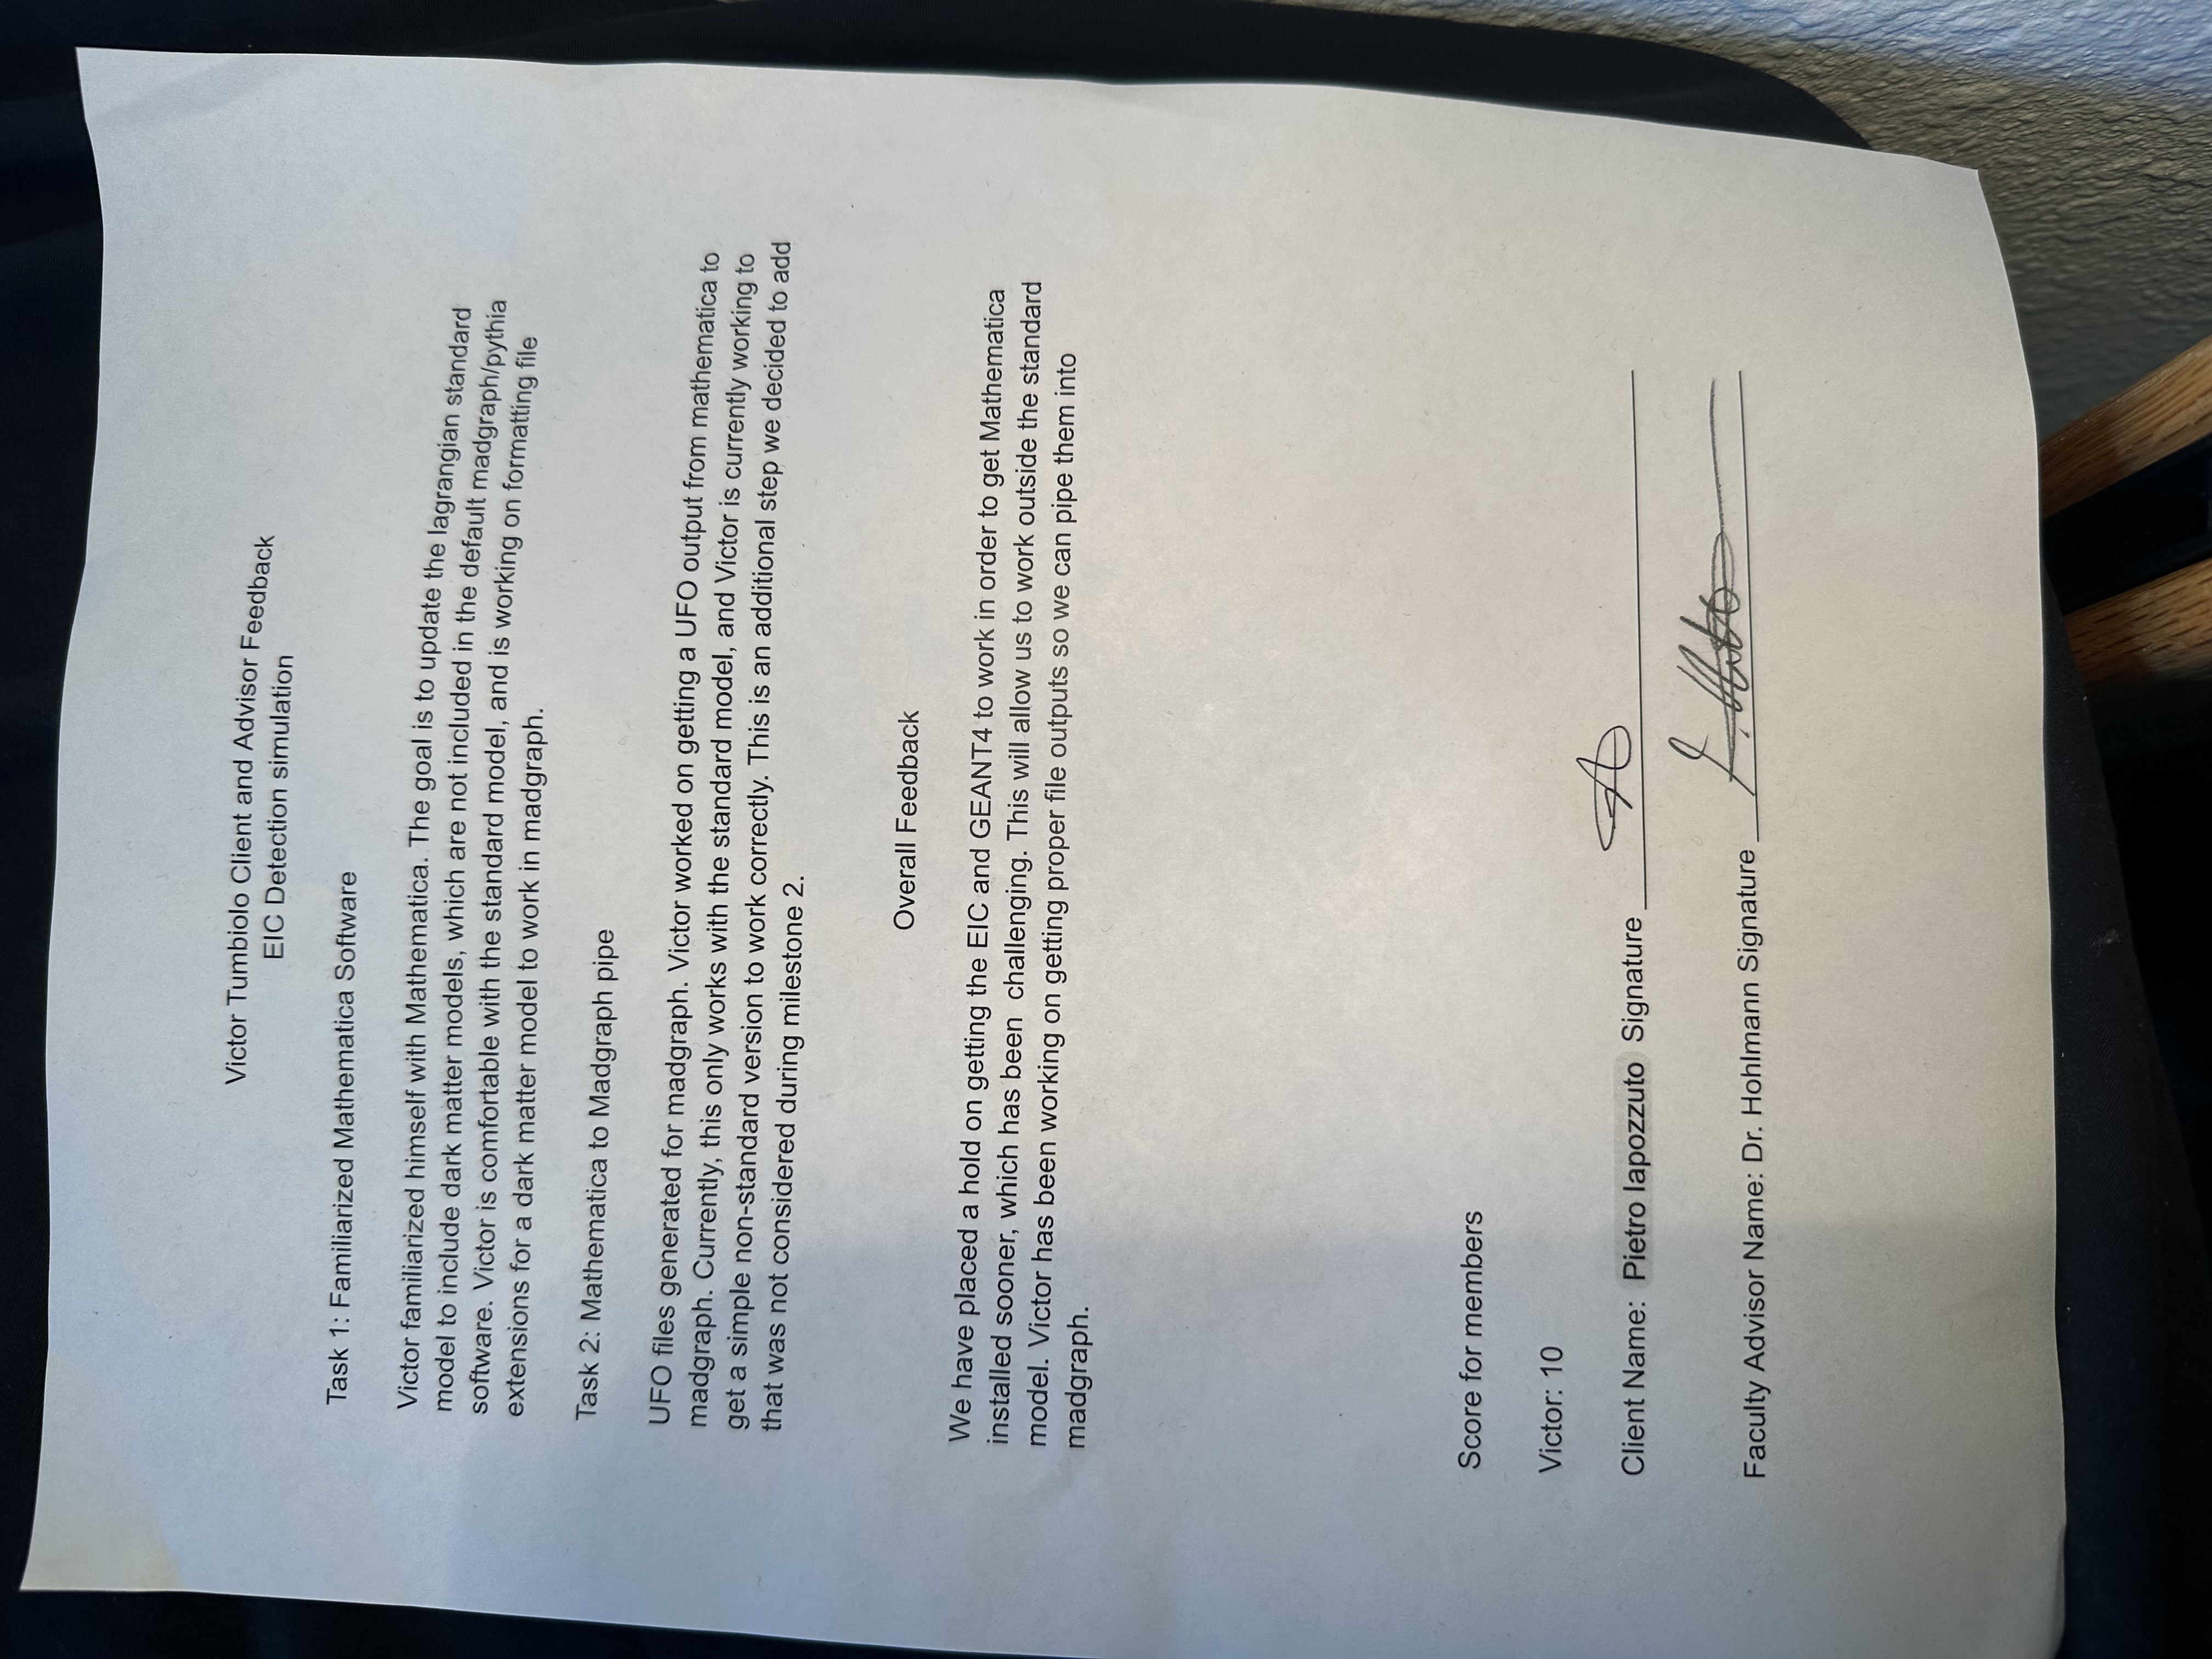 Victor Tumbiolo Client and Advisor Feedback
EIC Detection simulation
Task 1: Familiarized Mathematica Software
Victor familiarized himself with Mathematica. The goal is to update the lagrangian standard
model to include dark matter models, which are not included in the default madgraph/pythia
software. Victor is comfortable with the standard model, and is working on formatting file
extensions for a dark matter model to work in madgraph.
Task 2: Mathematica to Madgraph pipe
UFO files generated for madgraph. Victor worked on getting a UFO output from mathematica to
madgraph. Currently, this only works with the standard model, and Victor is currently working to
get a simple non-standard version to work correctly. This is an additional step we decided to add
that was not considered during milestone 2.
Overall Feedback
We have placed a hold on getting the EIC and GEANT4 to work in order to get Mathematica
installed sooner, which has been  challenging. This will allow us to work outside the standard
model. Victor has been working on getting proper file outputs so we can pipe them into
madgraph.
Score for members
Victor: 10
Client Name: Pietro Iapozzuto Signature
Faculty Advisor Name: Dr. Hohlmann Signature